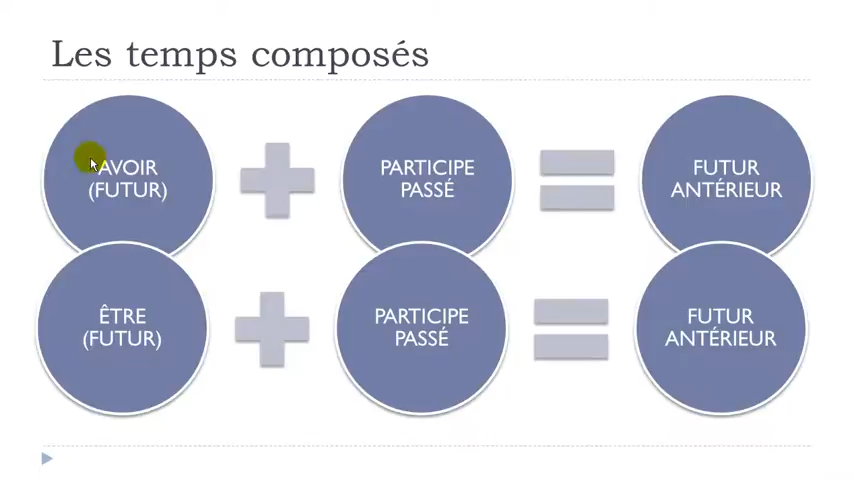 Les temps composés
AVOIR
(FUTUR)
PARTICIPE
PASSÉ
FUTUR
ANTÉRIEUR
ÊTRE
(FUTUR)
PARTICIPE
PASSÉ
FUTUR
ANTÉRIEUR